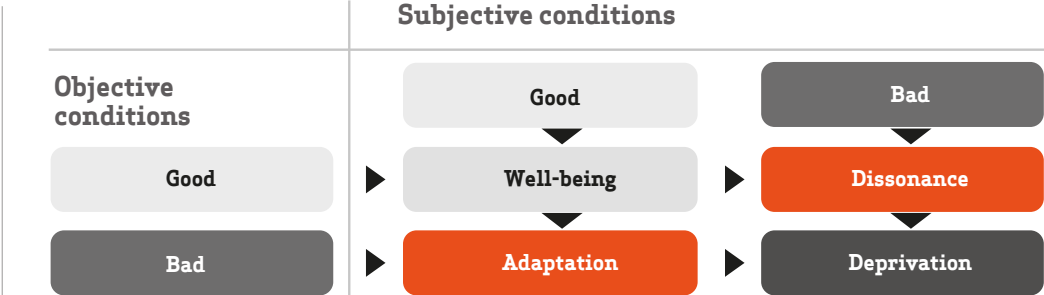 Subjective conditions
Objective
conditions
Good
Bad
Good
Well-being
Dissonance
Bad
Adaptation
Deprivation